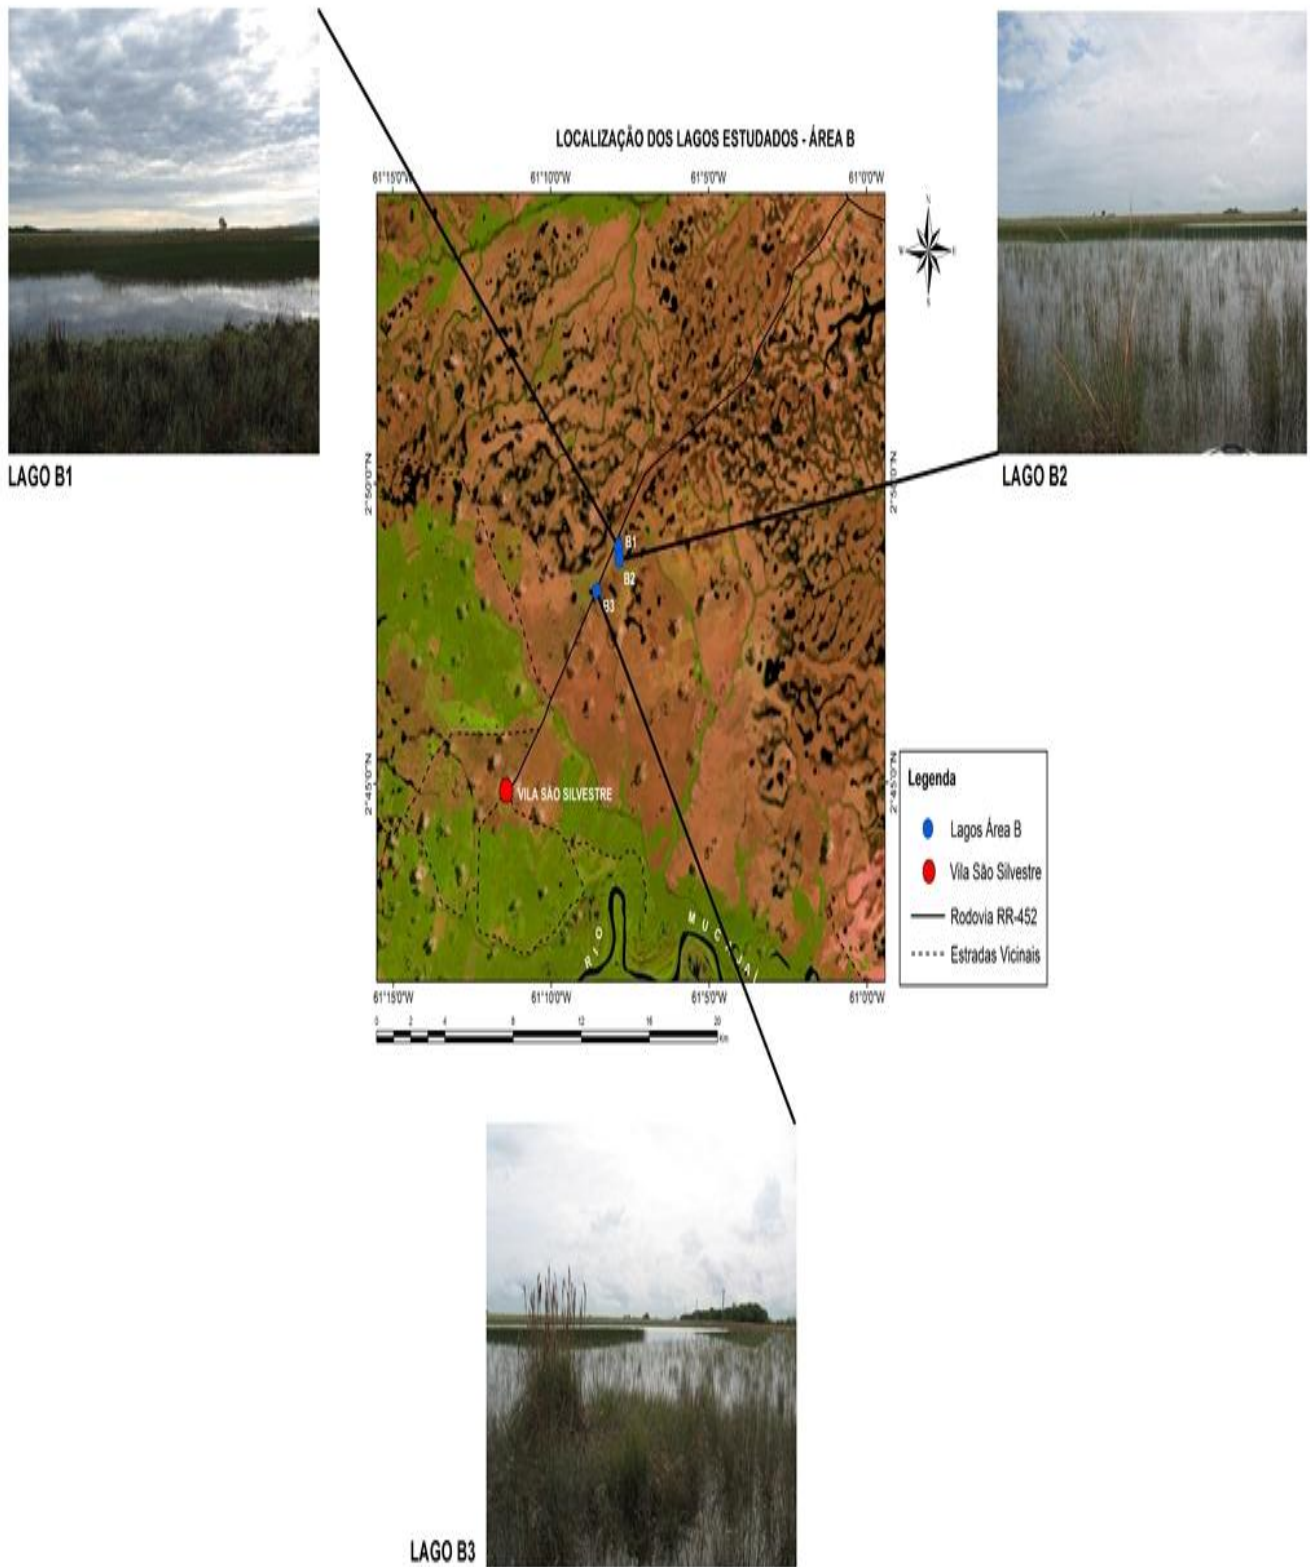 LOCALIZAÇÃO DOS LAGOS ESTUDADOS - ÁREA B
61°15'0"W 61°10'0"W 61°5'0"W 61°0'0"W
N
W E
S
LAGO B1
LAGO B2
2°50'0"N 2°50'0"N
B1
B2
B3
2°45'0"N 2°45'0"N
VILA SÃO SILVESTRE
Legenda
Lagos Área B
Vila São Silvestre
Rodovia RR-452
Estradas Vicinais
RIO MUCAJAÍ
61°15'0"W 61°10'0"W 61°5'0"W 61°0'0"W
0 2 4 8 12 16 20
Km
LAGO B3